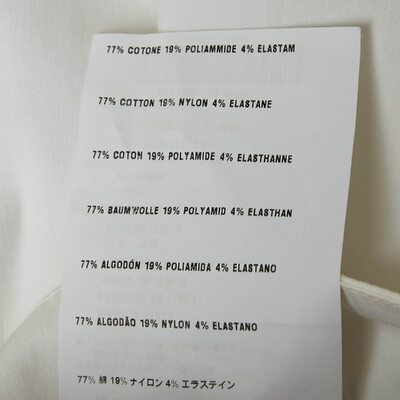 77% COTONE 19% POLIAMMIDE 4% ELASTAM
77% COTTON 19% NYLON 4% ELASTANE
77% COTON 19% POLYAMIDE 4% ELASTHANNE
77% BAUMWOLLE 19% POLYAMID 4% ELASTHAN
77% ALGODÓN 19% POLIAMIDA 4% ELASTANO
77% ALGODÃO 19% NYLON 4% ELASTANO
77% 綿 19% ナイロン 4% エラステイン